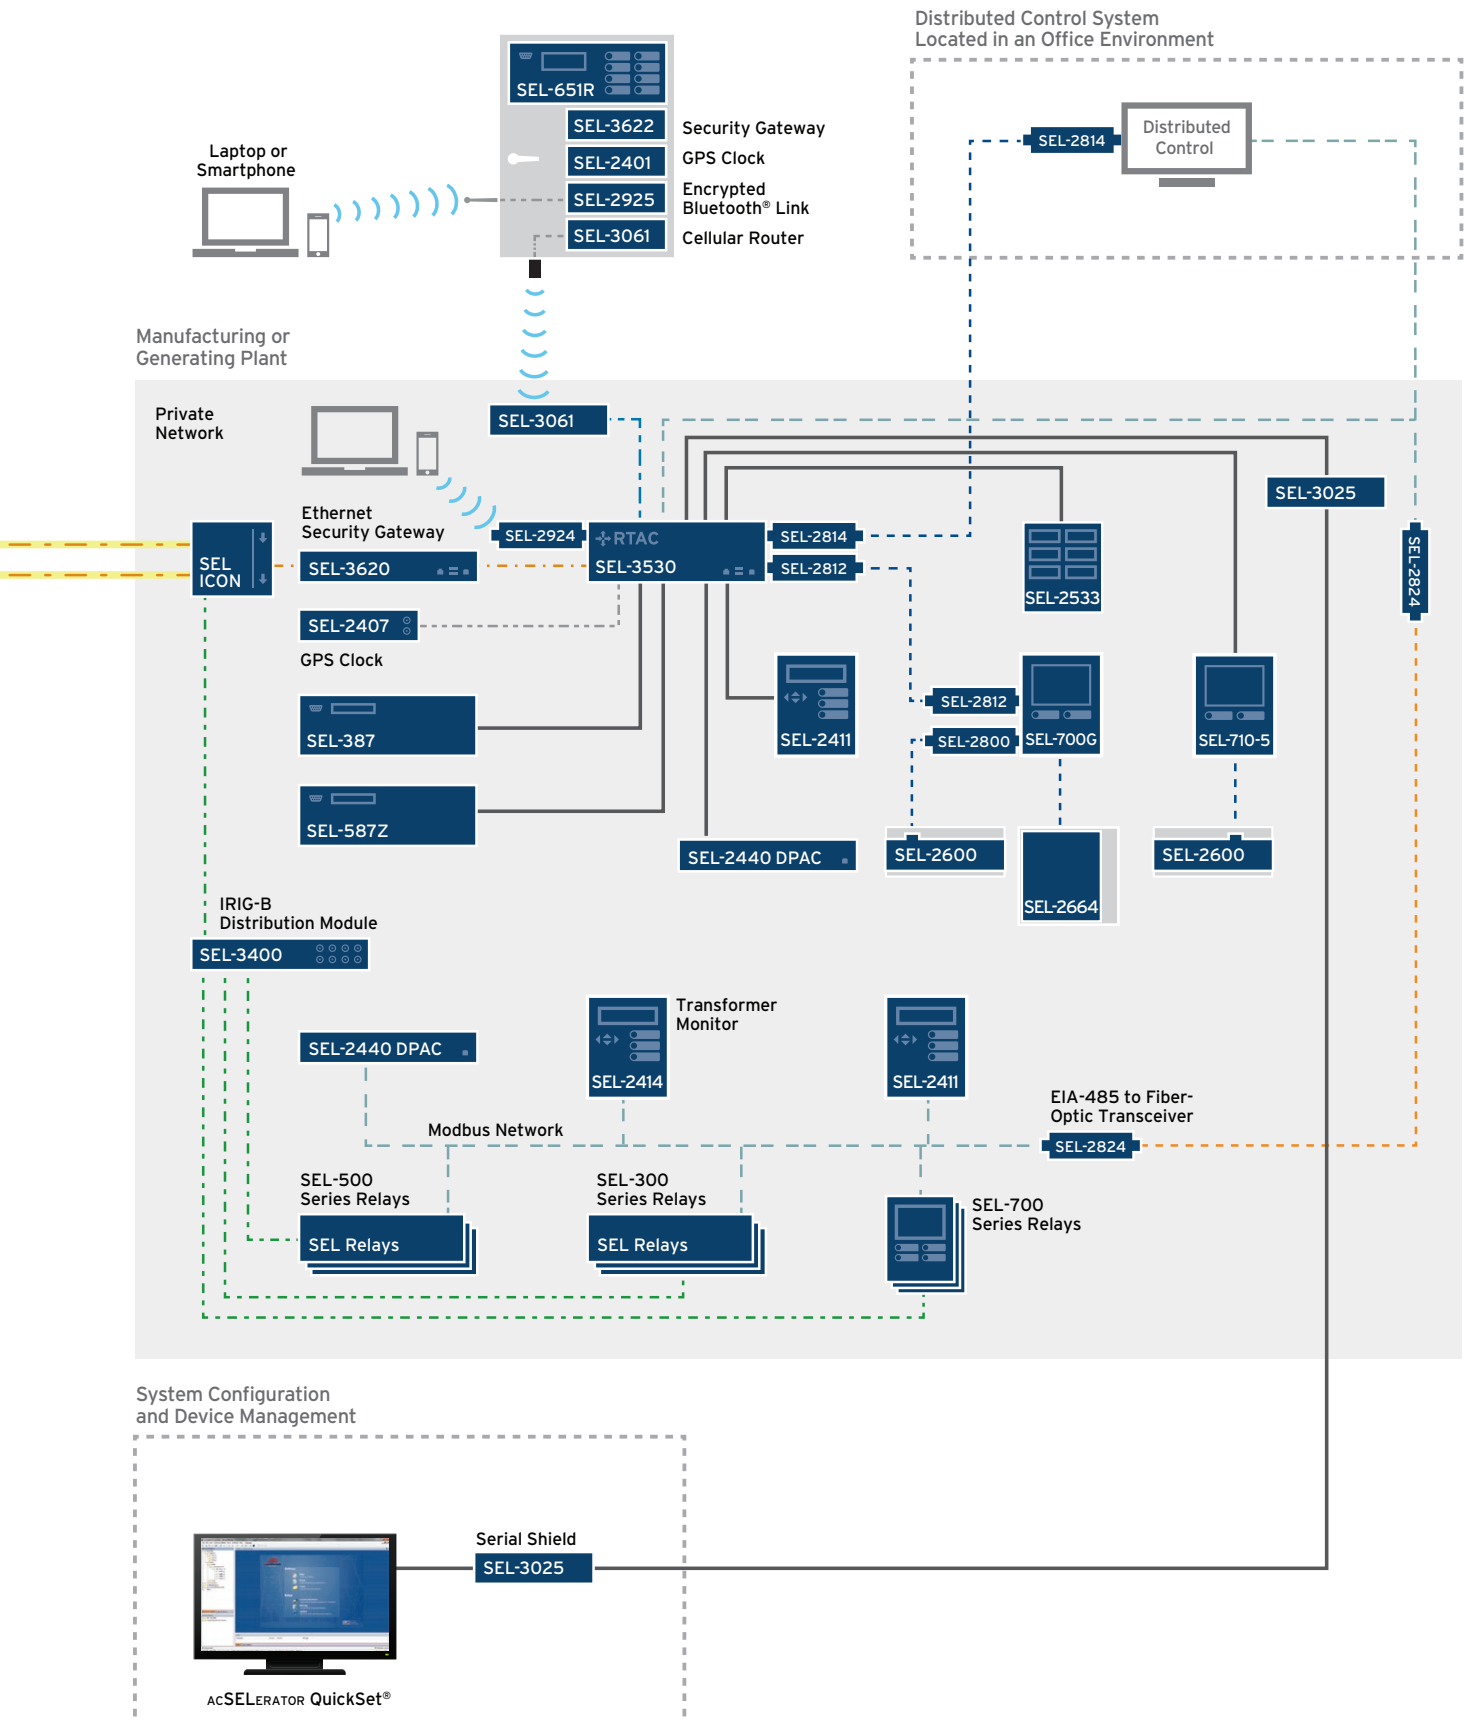 Distributed Control System
Located in an Office Environment
SEL-651R
SEL-3622
Security Gateway
SEL-2401
GPS Clock
SEL-2925
Encrypted
Bluetooth® Link
SEL-3061
Cellular Router
Laptop or
Smartphone
SEL-2814
Distributed
Control
Manufacturing or
Generating Plant
Private
Network
SEL-3061
SEL-3025
Ethernet
Security Gateway
SEL-2924
RTAC
SEL-3530
SEL-2814
SEL-2812
SEL
ICON
SEL-3620
SEL-2533
SEL-2824
SEL-2407
GPS Clock
SEL-387
SEL-2411
SEL-2812
SEL-2800
SEL-700G
SEL-710-5
SEL-587Z
SEL-2440 DPAC
SEL-2600
SEL-2664
SEL-2600
IRIG-B
Distribution Module
SEL-3400
SEL-2440 DPAC
SEL-2414
Transformer
Monitor
SEL-2411
Modbus Network
EIA-485 to Fiber-
Optic Transceiver
SEL-2824
SEL-500
Series Relays
SEL Relays
SEL-300
Series Relays
SEL Relays
SEL-700
Series Relays
System Configuration
and Device Management
Serial Shield
SEL-3025
ACSELERATOR QuickSet®